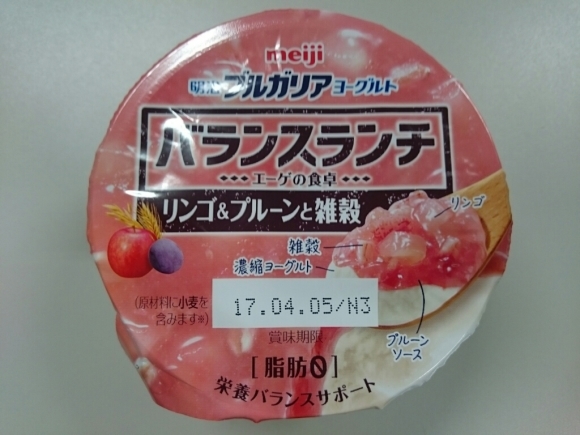 meiji
明治ブルガリアヨーグルト
バランスランチ
エーゲの食卓
リンゴ&プルーンと雑穀
リンゴ
雑穀
濃縮ヨーグルト
(原材料に小麦を
含みます※)
17.04.05/N3
賞味期限
プルーン
ソース
[脂肪0]
栄養バランスサポート